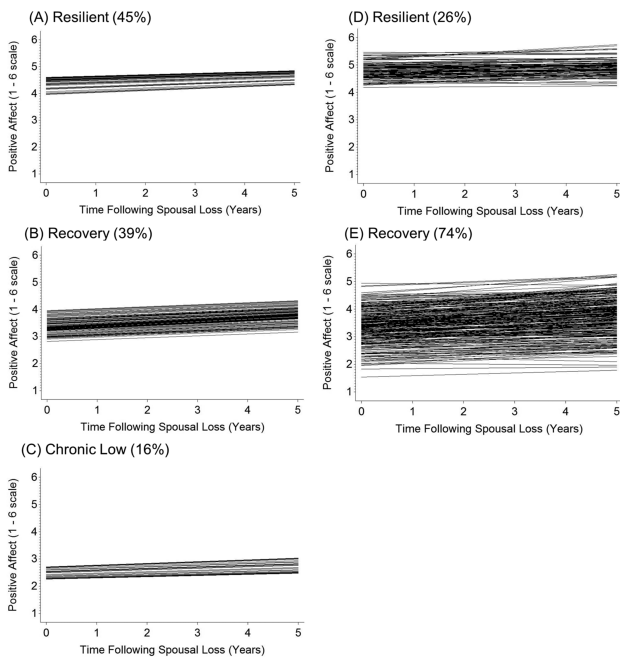 (A) Resilient (45%)
Positive Affect (1 - 6 scale)
6
5
4
3
2
1
0 1 2 3 4 5
Time Following Spousal Loss (Years)
(D) Resilient (26%)
Positive Affect (1 - 6 scale)
6
5
4
3
2
1
0 1 2 3 4 5
Time Following Spousal Loss (Years)
(B) Recovery (39%)
Positive Affect (1 - 6 scale)
6
5
4
3
2
1
0 1 2 3 4 5
Time Following Spousal Loss (Years)
(E) Recovery (74%)
Positive Affect (1 - 6 scale)
6
5
4
3
2
1
0 1 2 3 4 5
Time Following Spousal Loss (Years)
(C) Chronic Low (16%)
Positive Affect (1 - 6 scale)
6
5
4
3
2
1
0 1 2 3 4 5
Time Following Spousal Loss (Years)